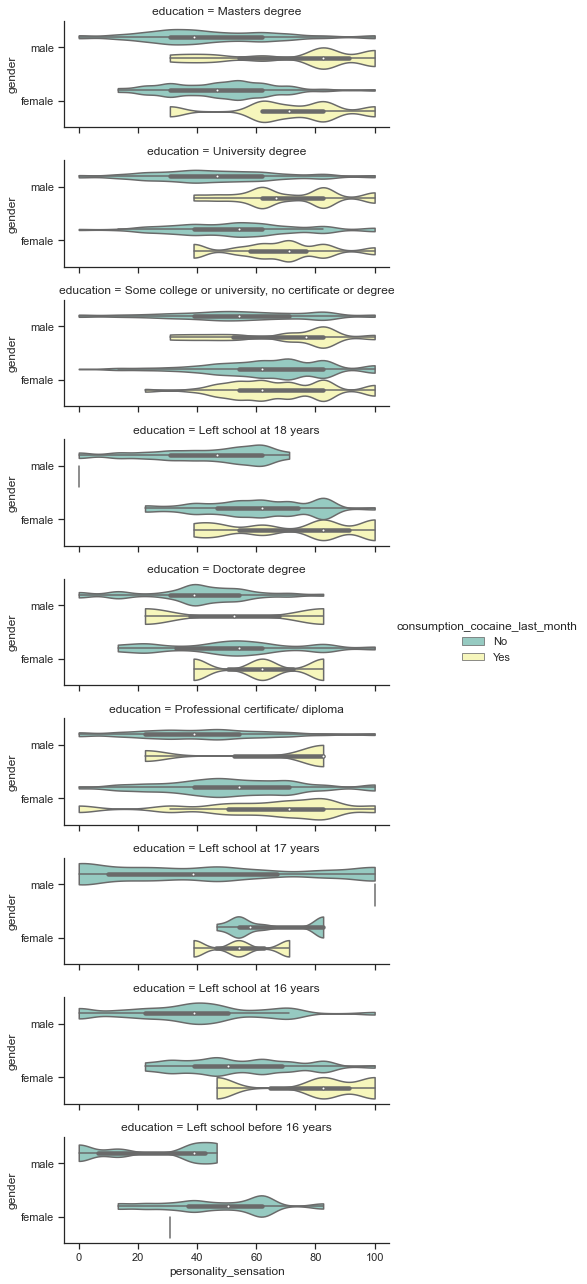 education = Masters degree
male
female
gender
education = University degree
male
female
gender
education = Some college or university, no certificate or degree
male
female
gender
education = Left school at 18 years
male
female
gender
education = Doctorate degree
male
female
gender
consumption_cocaine_last_month
No
Yes
education = Professional certificate/ diploma
male
female
gender
education = Left school at 17 years
male
female
gender
education = Left school at 16 years
male
female
gender
education = Left school before 16 years
male
female
gender
0 20 40 60 80 100
personality_sensation